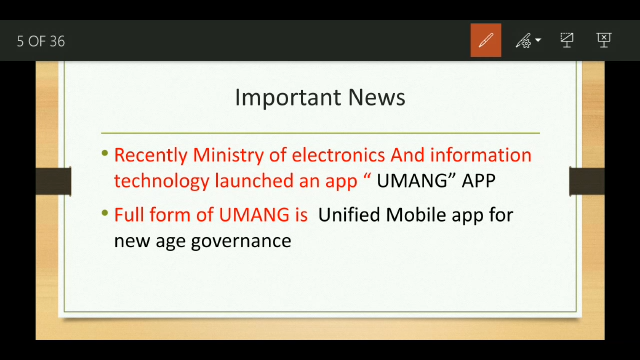 5 OF 36
Important News
• Recently Ministry of electronics And information
technology launched an app “ UMANG” APP
• Full form of UMANG is Unified Mobile app for
new age governance